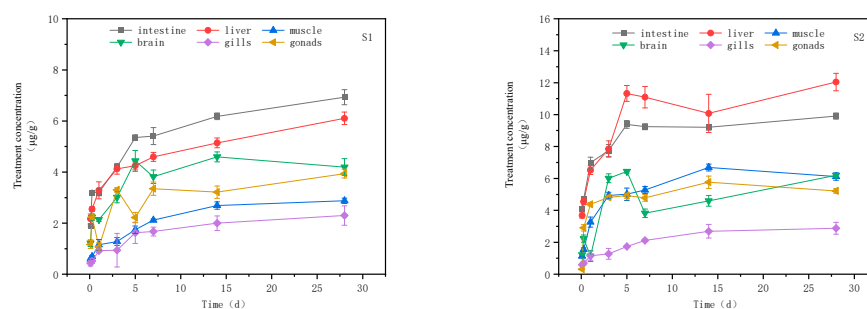 10
8
6
4
2
0
Treatment concentration
(μg/g)
intestine liver muscle
brain gills gonads
S1
0 5 10 15 20 25 30
Time (d)
16
14
12
10
8
6
4
2
0
Treatment concentration
(μg/g)
intestine liver muscle
brain gills gonads
S2
0 5 10 15 20 25 30
Time (d)